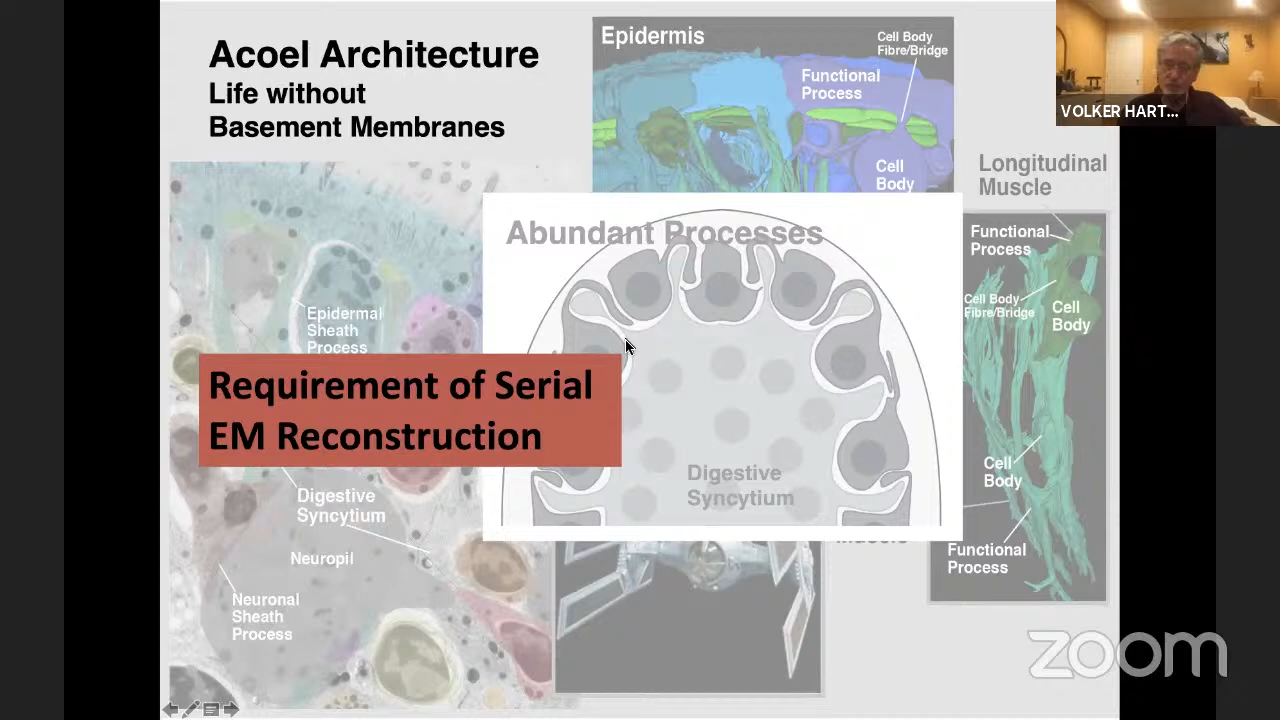 Acoel Architecture
Life without
Basement Membranes
Epidermis
Cell Body
Fibre/Bridge
Functional
Process
Cell
Body
VOLKER HART...
Longitudinal
Muscle
Functional
Process
Cell Body
Fibre/Bridge
Cell
Body
Cell
Body
Functional
Process
Abundant Processes
Digestive
Syncytium
Epidermal
Sheath
Process
Requirement of Serial
EM Reconstruction
Digestive
Syncytium
Neuropil
Neuronal
Sheath
Process
Muscle
zoom